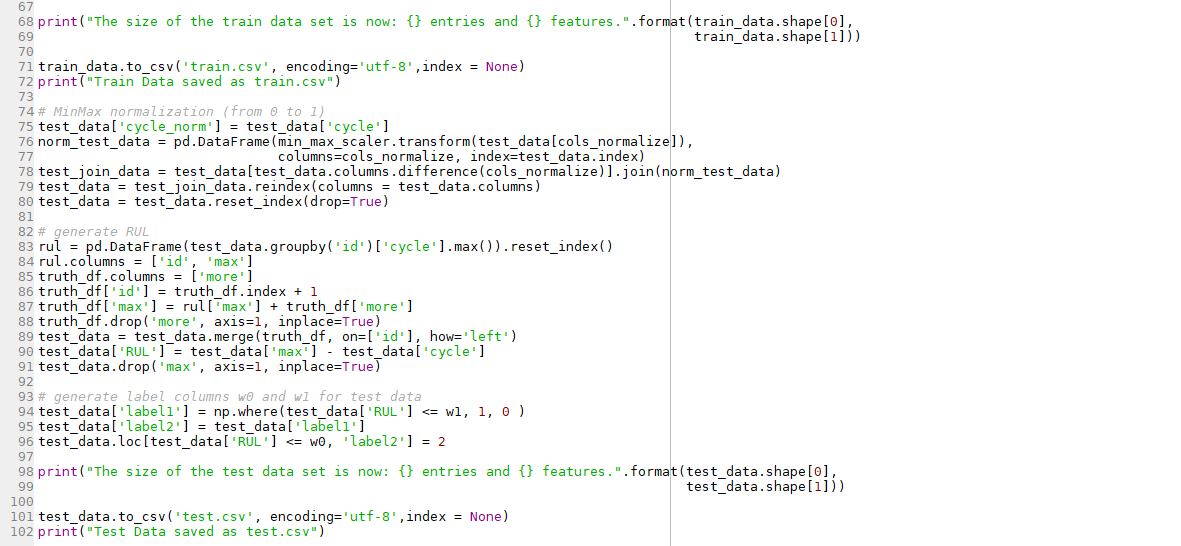 67
68 print("The size of the train data set is now: {} entries and {} features.".format(train_data.shape[0],
69                                                                                   train_data.shape[1]))
70
71 train_data.to_csv('train.csv', encoding='utf-8',index = None)
72 print("Train Data saved as train.csv")
73
74 # MinMax normalization (from 0 to 1)
75 test_data['cycle_norm'] = test_data['cycle']
76 norm_test_data = pd.DataFrame(min_max_scaler.transform(test_data[cols_normalize]),
77                               columns=cols_normalize, index=test_data.index)
78 test_join_data = test_data[test_data.columns.difference(cols_normalize)].join(norm_test_data)
79 test_data = test_join_data.reindex(columns = test_data.columns)
80 test_data = test_data.reset_index(drop=True)
81
82 # generate RUL
83 rul = pd.DataFrame(test_data.groupby('id')['cycle'].max()).reset_index()
84 rul.columns = ['id', 'max']
85 truth_df.columns = ['more']
86 truth_df['id'] = truth_df.index + 1
87 truth_df['max'] = rul['max'] + truth_df['more']
88 truth_df.drop('more', axis=1, inplace=True)
89 test_data = test_data.merge(truth_df, on=['id'], how='left')
90 test_data['RUL'] = test_data['max'] - test_data['cycle']
91 test_data.drop('max', axis=1, inplace=True)
92
93 # generate label columns w0 and w1 for test data
94 test_data['label1'] = np.where(test_data['RUL'] <= w1, 1, 0 )
95 test_data['label2'] = test_data['label1']
96 test_data.loc[test_data['RUL'] <= w0, 'label2'] = 2
97
98 print("The size of the test data set is now: {} entries and {} features.".format(test_data.shape[0],
99                                                                                  test_data.shape[1]))
100
101 test_data.to_csv('test.csv', encoding='utf-8',index = None)
102 print("Test Data saved as test.csv")